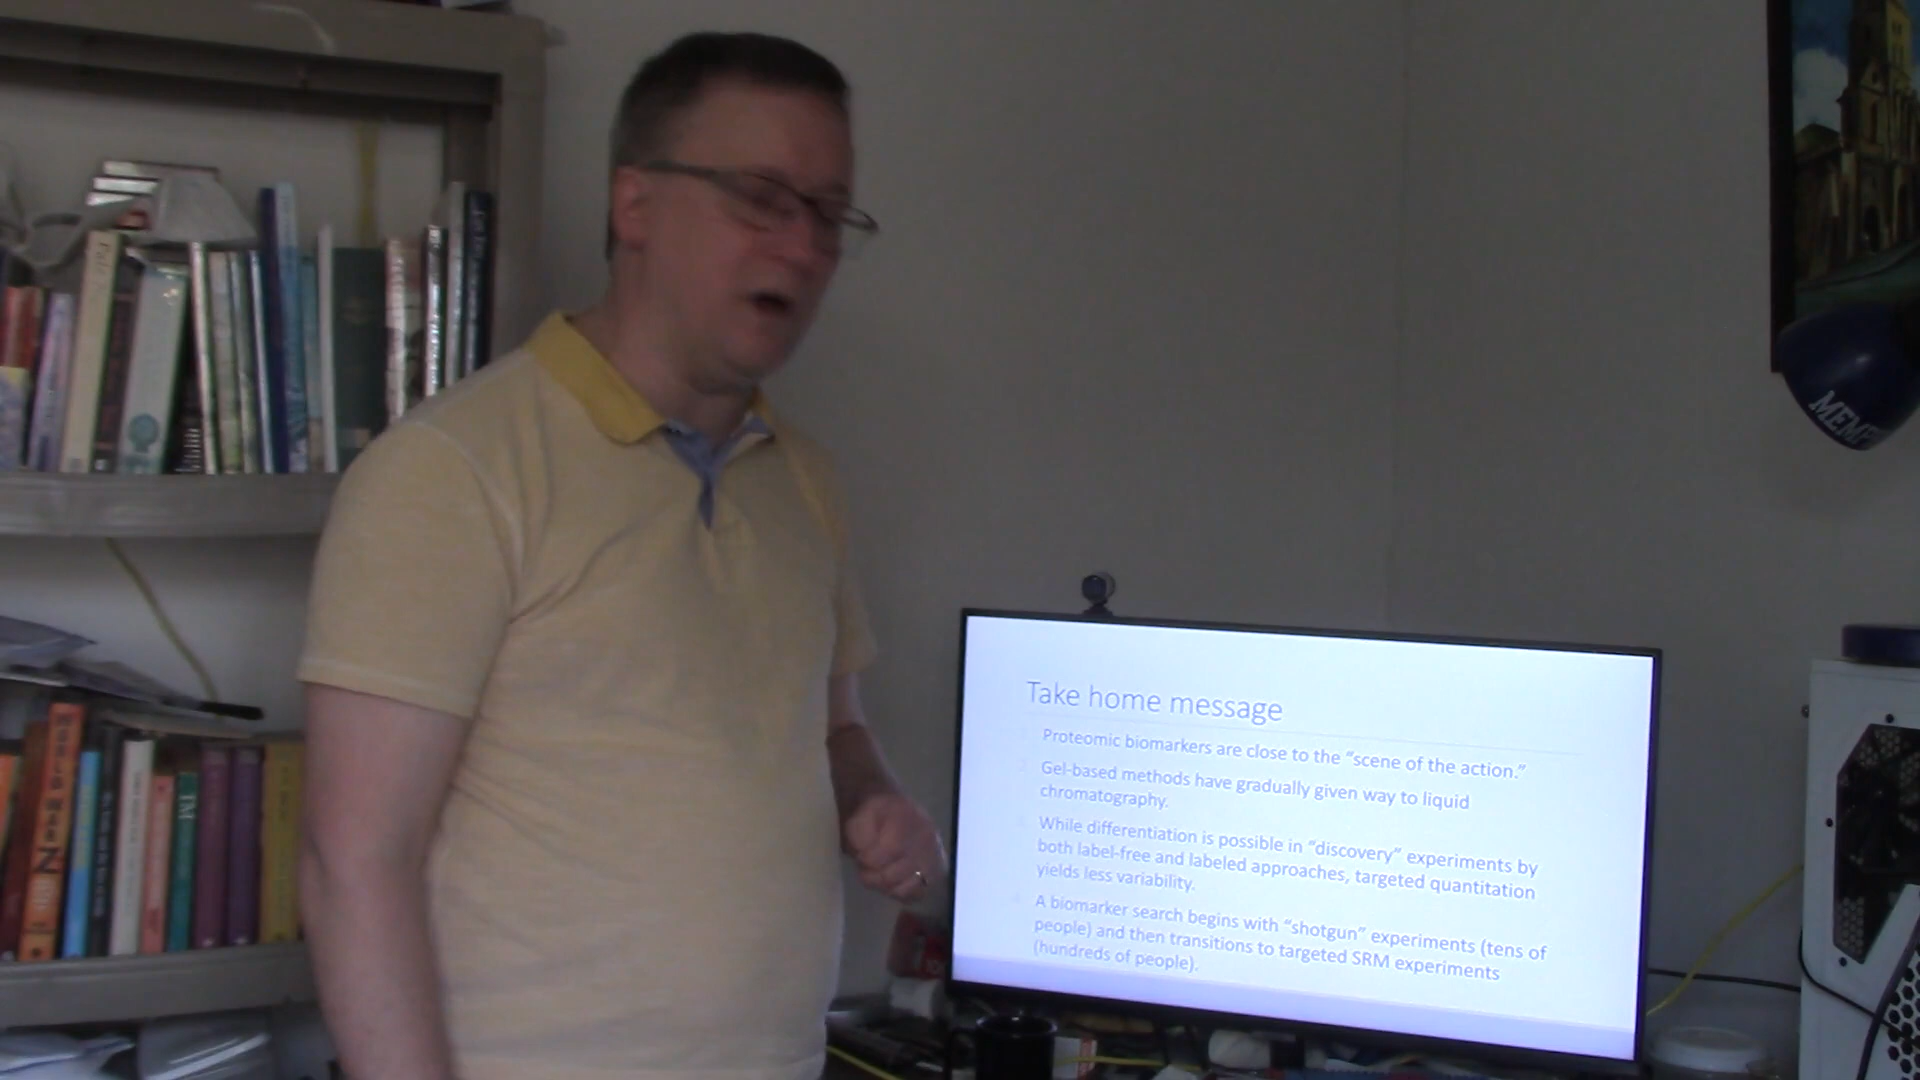 Take home message
Proteomic biomarkers are close to the “scene of the action.”
Gel-based methods have gradually given way to liquid
chromatography.
While differentiation is possible in “discovery” experiments by
both label-free and labeled approaches, targeted quantitation
yields less variability.
A biomarker search begins with “shotgun” experiments (tens of
people) and then transitions to targeted SRM experiments
(hundreds of people).